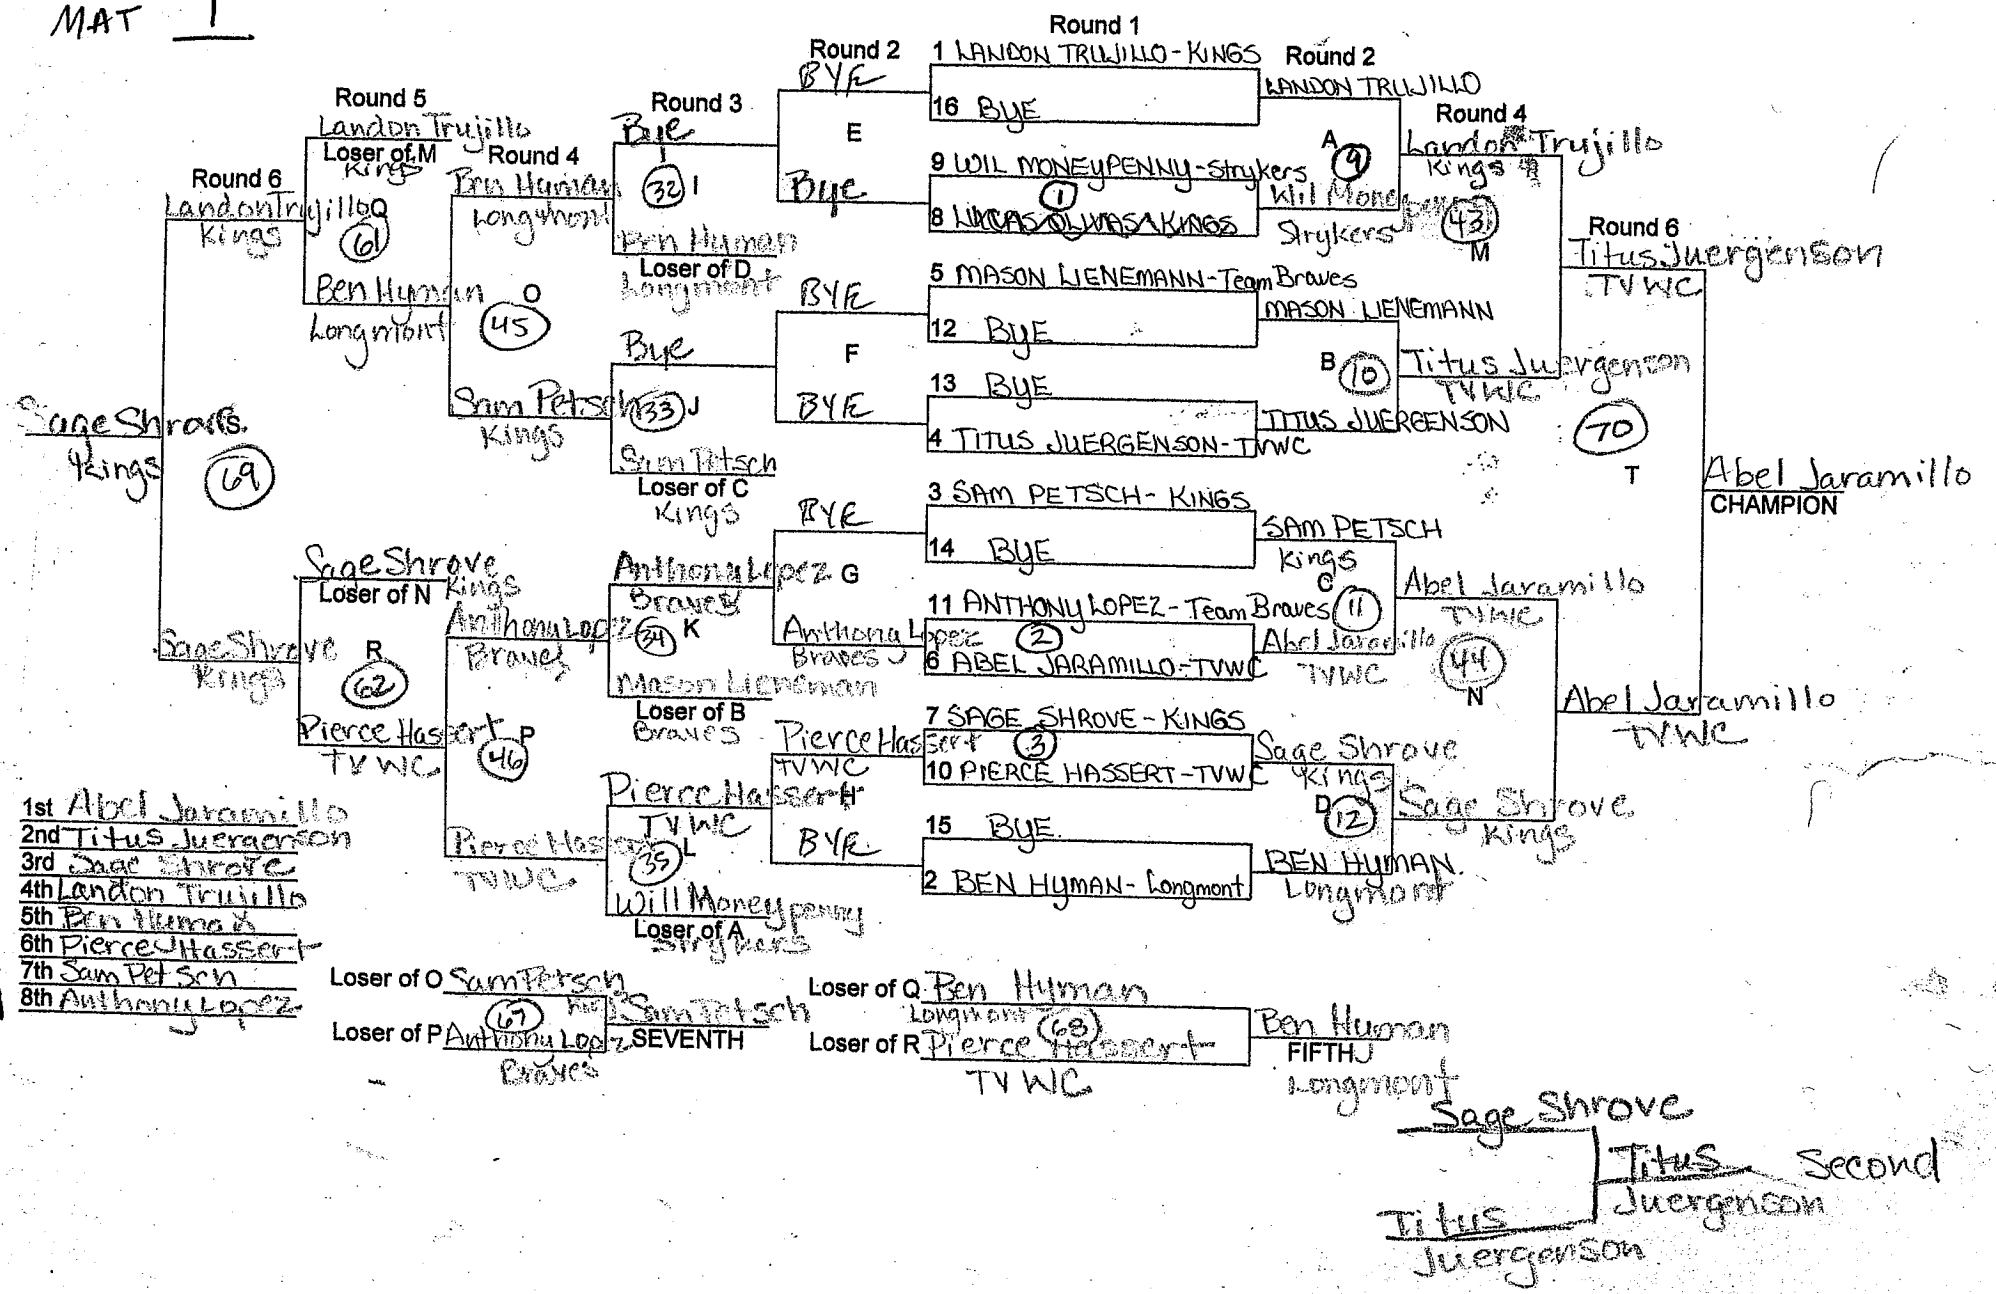 MAT 1
Round 1
Round 2
1 LANDON TRUJILLO-KINGS
Round 2
BYE
LANDON TRUJILLO
Round 5
Round 3
16 BYE
Round 4
Landon Trujillo
Bye
E
A 9
Landon Trujillo
Loser of M
Kings
Round 4
I
9 WIL MONEYPENNY-Strykers
Kings
Round 6
Ben Hyman
32 I
Bye
1
Wil Moneypenny
43
Landon Trujillo
Kings
Q
61
Longmont
8 LUCAS OLIVAS KINGS
Strykers
M
Round 6
Ben Hyman
Loser of D
Longmont
5 MASON LIENEMANN-Team Braves
Titus Juergenson
TVWC
Ben Hyman
Longmont
O
45
BYE
MASON LIENEMANN
12 BYE
Bye
F
B 10
Titus Juergenson
TVWC
13 BYE
Sam Petsch
Kings
33 J
BYE
TITUS JUERGENSON
70
Sage Shrove
Kings
69
4 TITUS JUERGENSON-TVWC
Sam Petsch
Loser of C
Kings
T
Abel Jaramillo
CHAMPION
3 SAM PETSCH-KINGS
BYE
SAM PETSCH
Kings
14 BYE
Sage Shrove
Kings
Loser of N
Anthony Lopez
Braves
G
C
11
Abel Jaramillo
TVWC
11 ANTHONY LOPEZ-Team Braves
Anthony Lopez
Braves
34 K
Anthony Lopez
Braves
2
Abel Jaramillo
TVWC
44
N
Sage Shrove
Kings
R
62
6 ABEL JARAMILLO-TVWC
Mason Lieneman
Loser of B
Braves
Abel Jaramillo
TVWC
7 SAGE SHROVE-KINGS
Pierce Hassert
TVWC
P
46
Pierce Hassert
TVWC
3
Sage Shrove
Kings
10 PIERCE HASSERT-TVWC
Pierce Hassert
TVWC
H
D
12
Sage Shrove
Kings
15 BYE
1st Abel Jaramillo
2nd Titus Juergenson
3rd Sage Shrove
4th Landon Trujillo
5th Ben Hyman
6th Pierce Hassert
7th Sam Petsch
8th Anthony Lopez
Pierce Hassert
TVWC
35 L
BYE
BEN HYMAN
Longmont
2 BEN HYMAN-Longmont
Will Moneypenny
Loser of A
Strykers
Loser of O Sam Petsch
Kings
67
Sam Petsch
SEVENTH
Loser of P Anthony Lopez
Braves
Loser of Q Ben Hyman
Longmont
68
Ben Hyman
FIFTH
Longmont
Loser of R Pierce Hassert
TVWC
Sage Shrove
Titus
Juergenson
Second
Titus
Juergenson